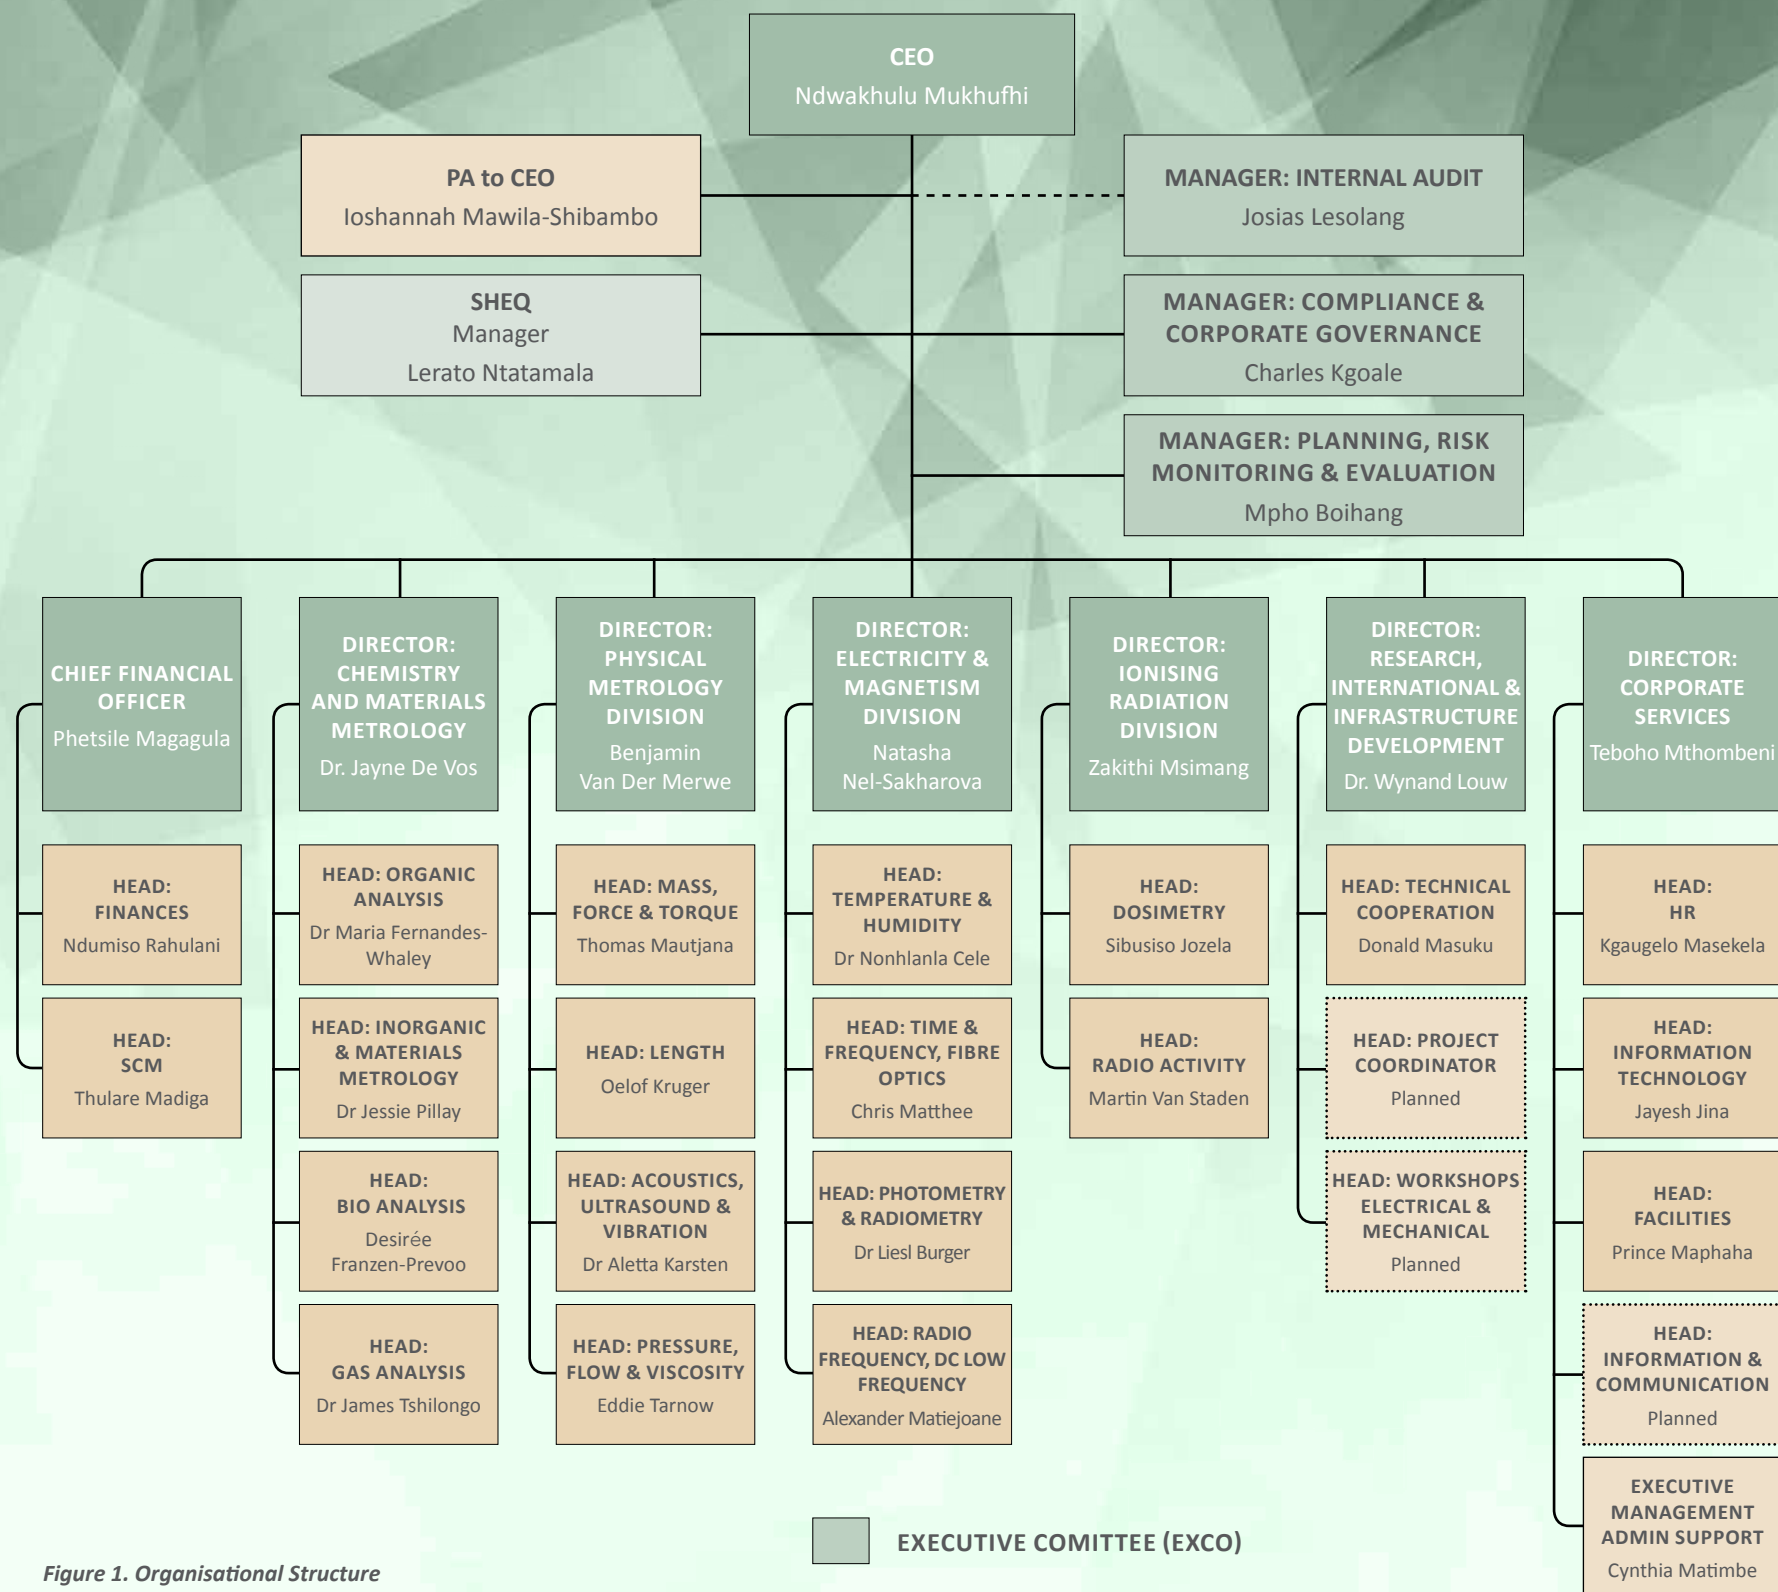 CEO
Ndwakhulu Mukhufhi
PA to CEO
Ioshannah Mawila-Shibambo
MANAGER: INTERNAL AUDIT
Josias Lesolang
SHEQ
Manager
Lerato Ntatamala
MANAGER: COMPLIANCE &
CORPORATE GOVERNANCE
Charles Kgoale
MANAGER: PLANNING, RISK
MONITORING & EVALUATION
Mpho Boihang
CHIEF FINANCIAL
OFFICER
Phetsile Magagula
HEAD:
FINANCES
Ndumiso Rahulani
HEAD:
SCM
Thulare Madiga
DIRECTOR:
CHEMISTRY
AND MATERIALS
METROLOGY
Dr. Jayne De Vos
HEAD: ORGANIC
ANALYSIS
Dr Maria Fernandes-
Whaley
HEAD: INORGANIC
& MATERIALS
METROLOGY
Dr Jessie Pillay
HEAD:
BIO ANALYSIS
Desirée
Franzen-Prevoo
HEAD:
GAS ANALYSIS
Dr James Tshilongo
DIRECTOR:
PHYSICAL
METROLOGY
DIVISION
Benjamin
Van Der Merwe
HEAD: MASS,
FORCE & TORQUE
Thomas Mautjana
HEAD: LENGTH
Oelof Kruger
HEAD: ACOUSTICS,
ULTRASOUND &
VIBRATION
Dr Aletta Karsten
HEAD: PRESSURE,
FLOW & VISCOSITY
Eddie Tarnow
DIRECTOR:
ELECTRICITY &
MAGNETISM
DIVISION
Natasha
Nel-Sakharova
HEAD:
TEMPERATURE &
HUMIDITY
Dr Nonhlanla Cele
HEAD: TIME &
FREQUENCY, FIBRE
OPTICS
Chris Matthee
HEAD: PHOTOMETRY
& RADIOMETRY
Dr Liesl Burger
HEAD: RADIO
FREQUENCY, DC LOW
FREQUENCY
Alexander Matiejoane
DIRECTOR:
IONISING
RADIATION
DIVISION
Zakithi Msimang
HEAD:
DOSIMETRY
Sibusiso Jozela
HEAD:
RADIO ACTIVITY
Martin Van Staden
DIRECTOR:
RESEARCH,
INTERNATIONAL &
INFRASTRUCTURE
DEVELOPMENT
Dr. Wynand Louw
HEAD: TECHNICAL
COOPERATION
Donald Masuku
HEAD: PROJECT
COORDINATOR
Planned
HEAD: WORKSHOPS
ELECTRICAL &
MECHANICAL
Planned
DIRECTOR:
CORPORATE
SERVICES
Teboho Mthombeni
HEAD:
HR
Kgaugelo Masekela
HEAD:
INFORMATION
TECHNOLOGY
Jayesh Jina
HEAD:
FACILITIES
Prince Maphaha
HEAD:
INFORMATION &
COMMUNICATION
Planned
EXECUTIVE
MANAGEMENT
ADMIN SUPPORT
Cynthia Matimbe
EXECUTIVE COMITTEE (EXCO)
Figure 1. Organisational Structure